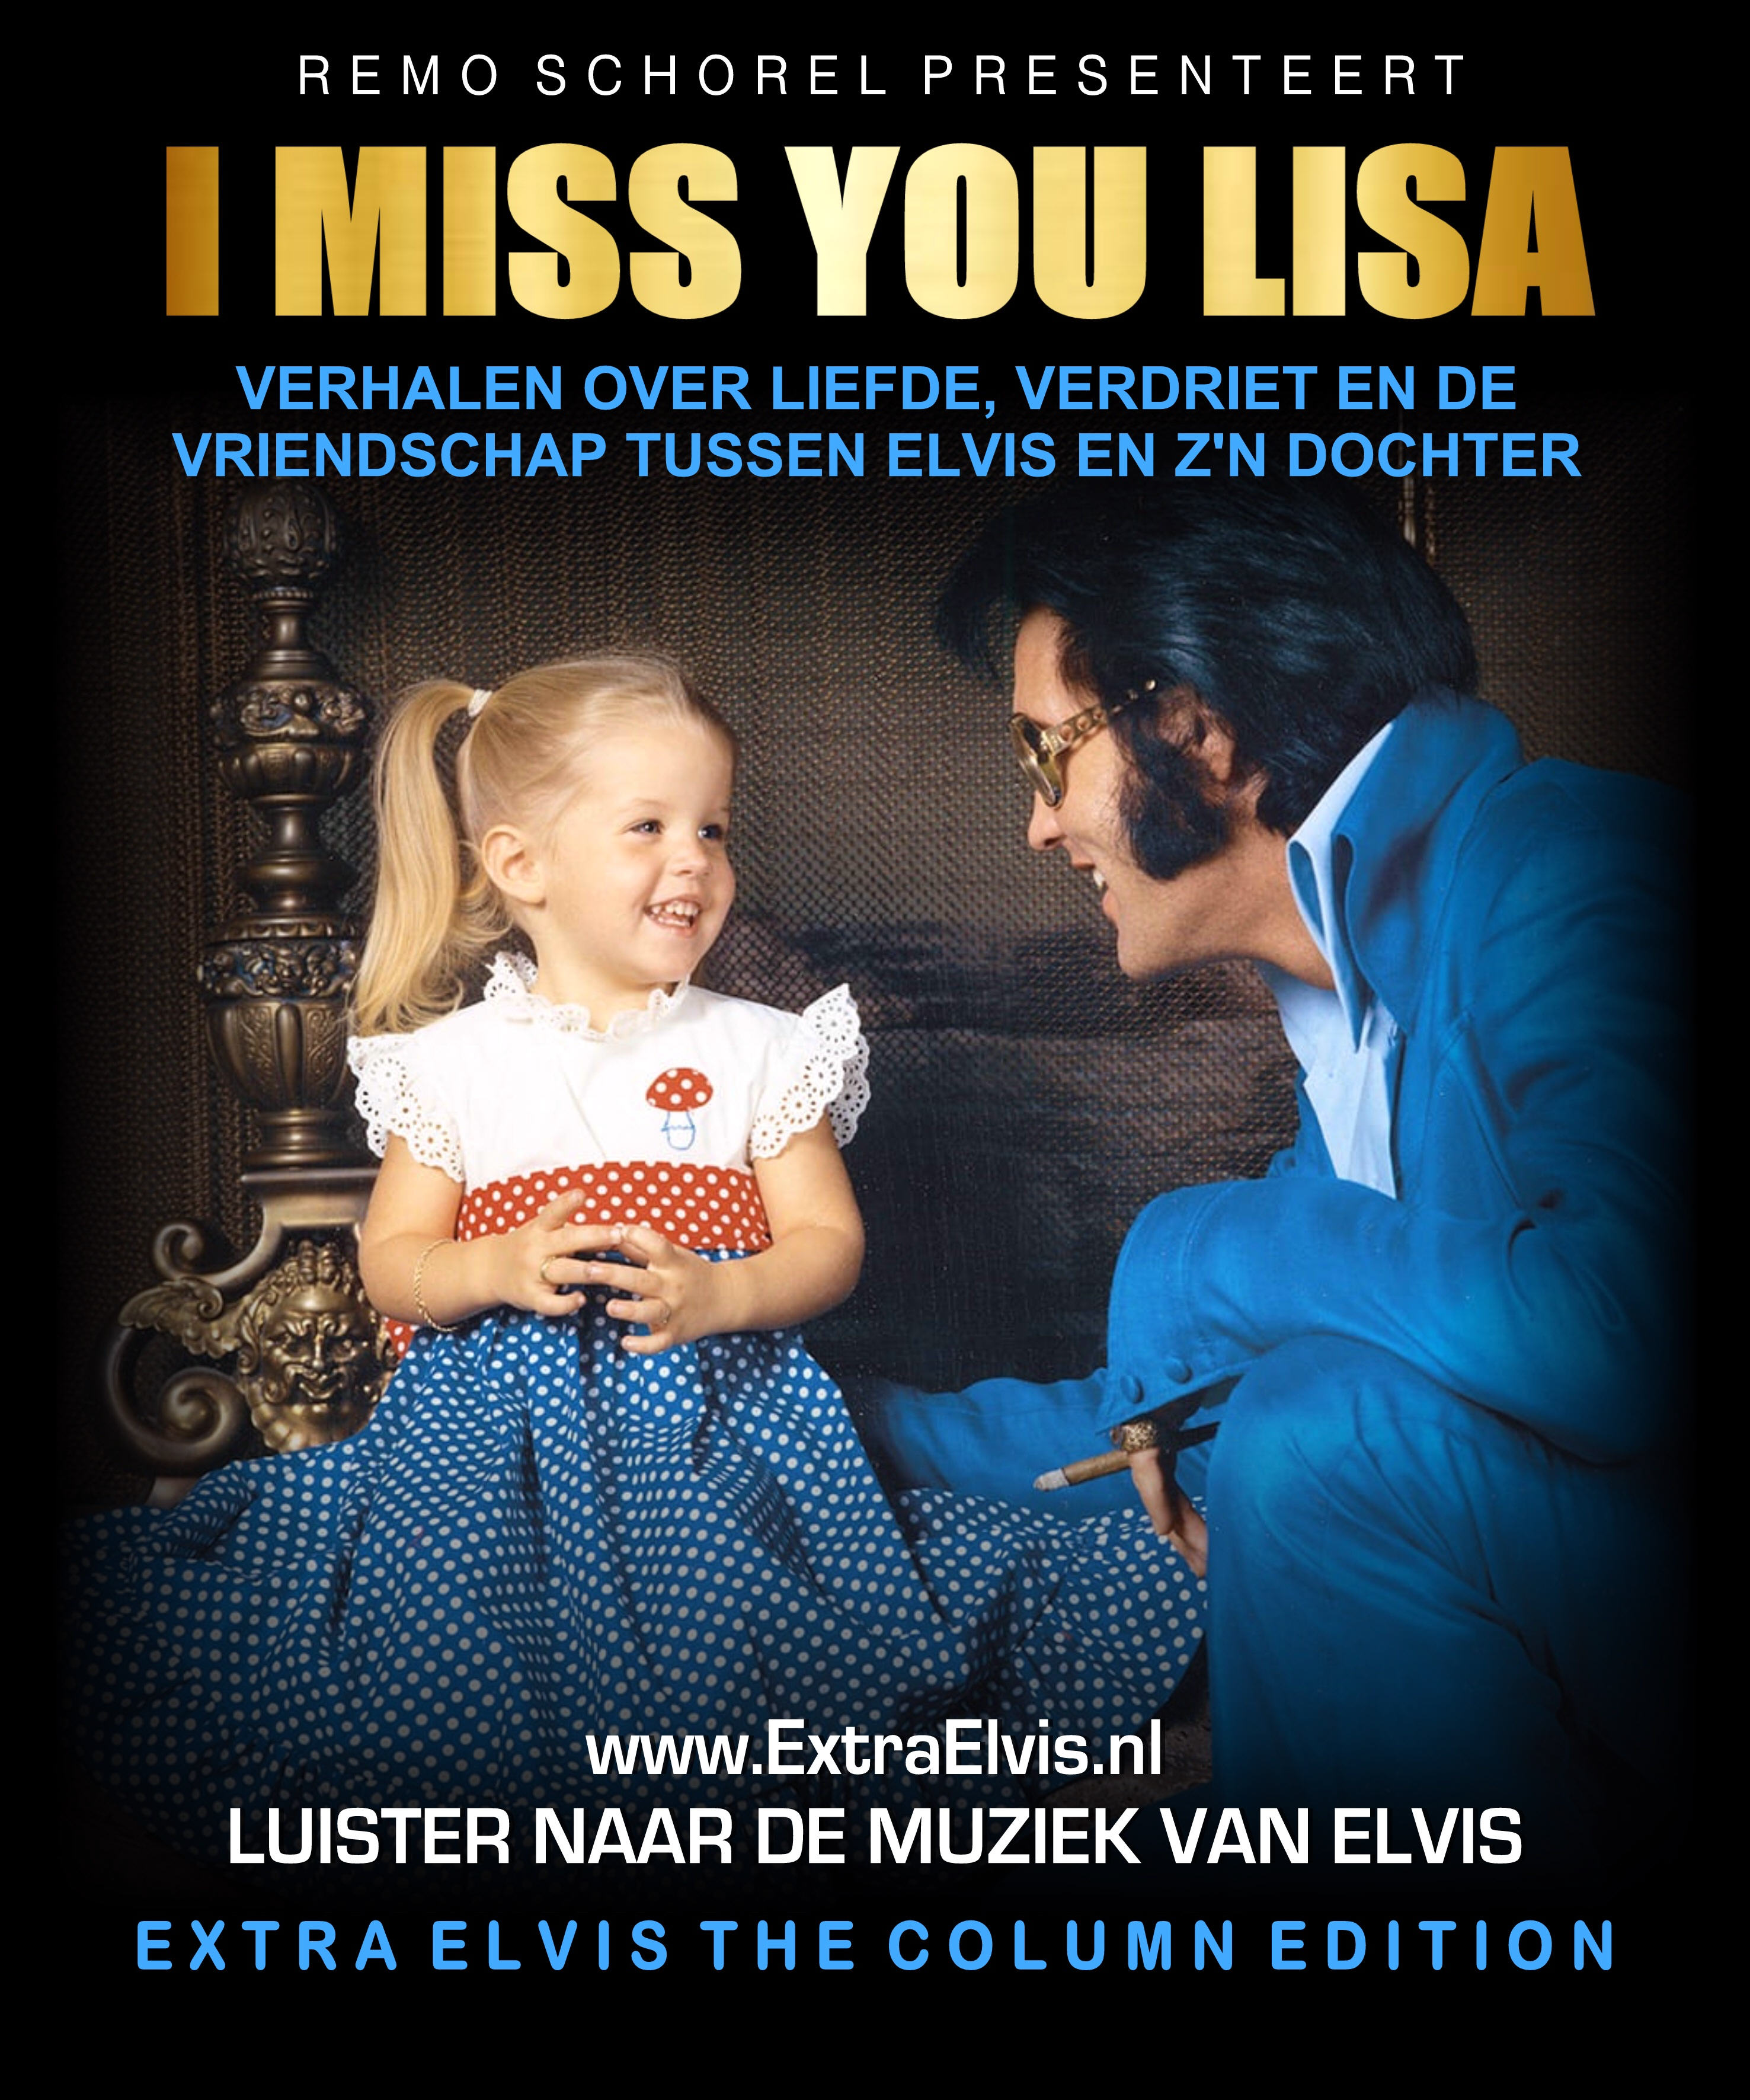 REMO SCHOREL PRESENTEERT
I MISS YOU LISA
VERHALEN OVER LIEFDE, VERDRIET EN DE
VRIENDSCHAP TUSSEN ELVIS EN Z'N DOCHTER
www.ExtraElvis.nl
LUISTER NAAR DE MUZIEK VAN ELVIS
EXTRA ELVIS THE COLUMN EDITION